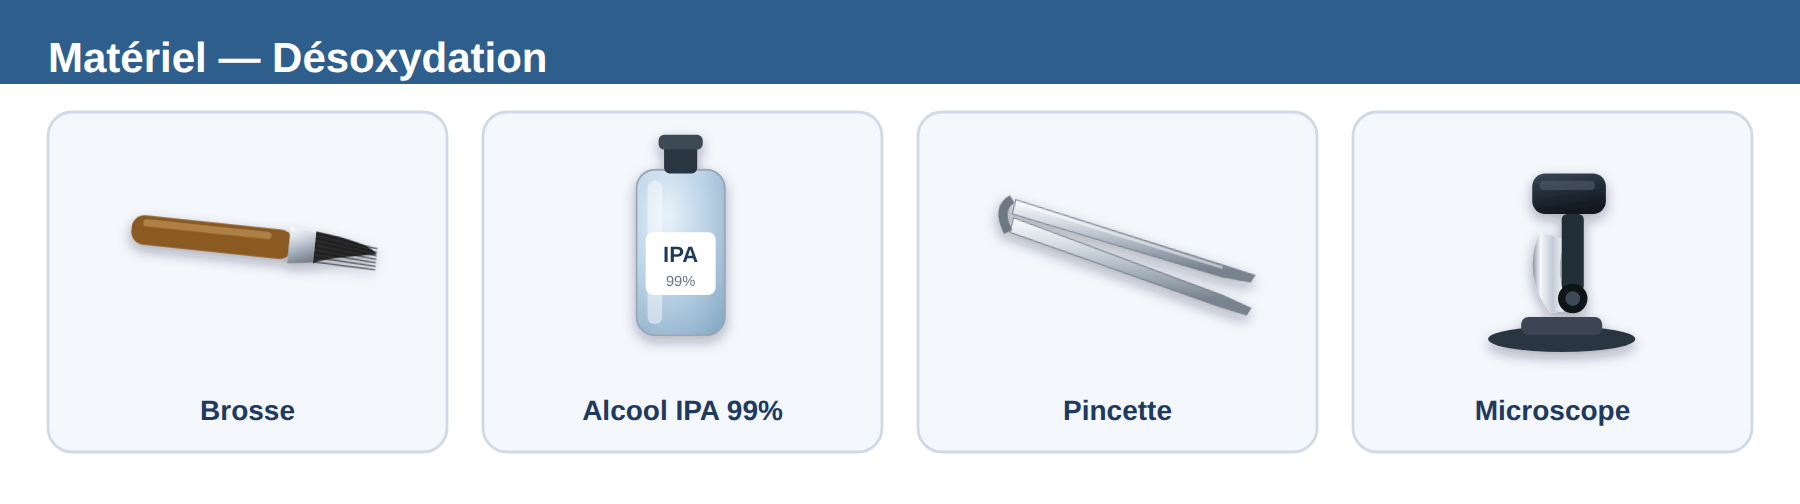 Matériel — Désoxydation
IPA
99%
Brosse
Alcool IPA 99%
Pincette
Microscope